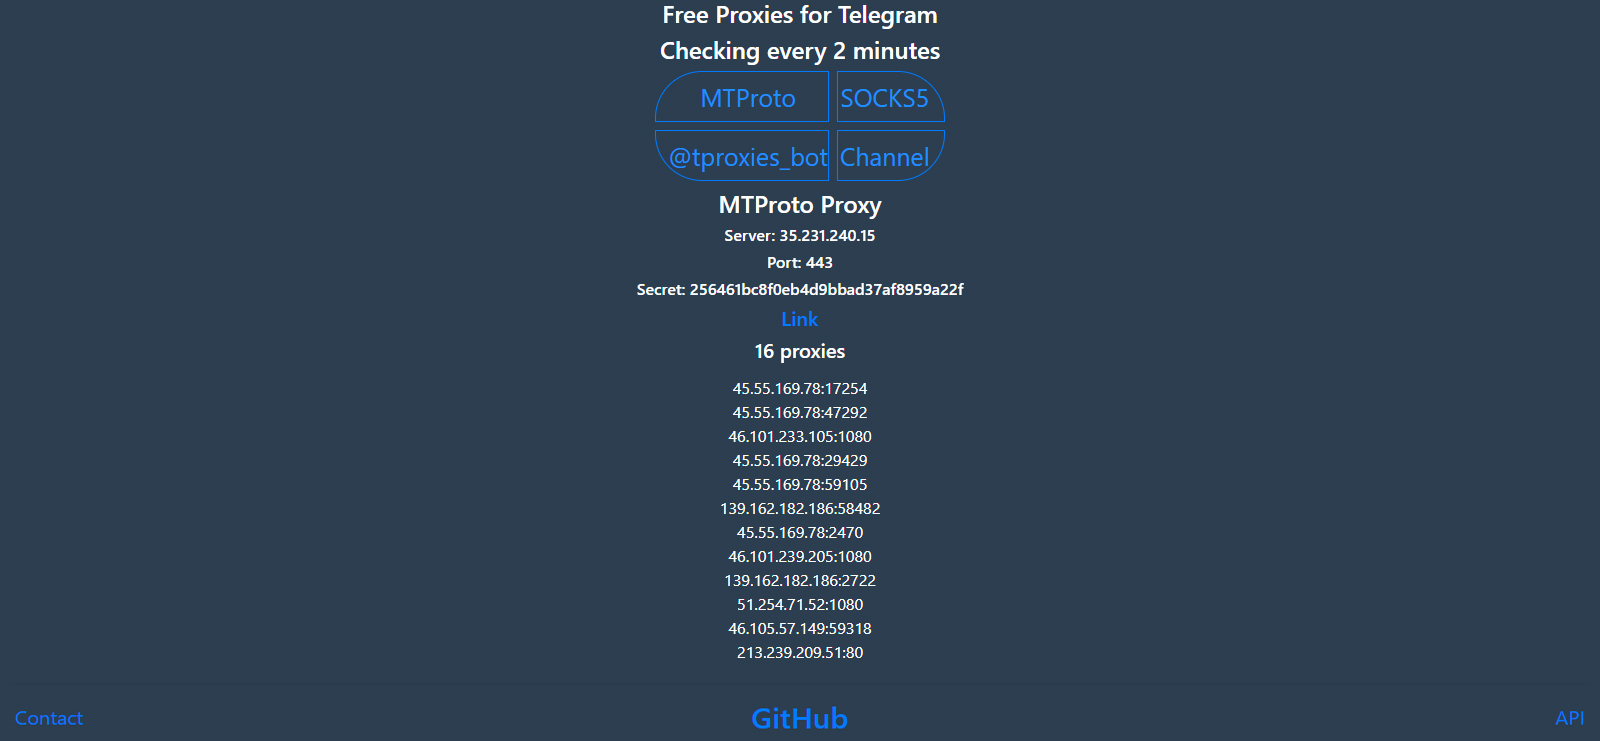 Free Proxies for Telegram
Checking every 2 minutes
MTProto SOCKS5
@tproxies_bot Channel
MTProto Proxy
Server: 35.231.240.15
Port: 443
Secret: 256461bc8f0eb4d9bbad37af8959a22f
Link
16 proxies
45.55.169.78:17254
45.55.169.78:47292
46.101.233.105:1080
45.55.169.78:29429
45.55.169.78:59105
139.162.182.186:58482
45.55.169.78:2470
46.101.239.205:1080
139.162.182.186:2722
51.254.71.52:1080
46.105.57.149:59318
213.239.209.51:80
Contact GitHub API